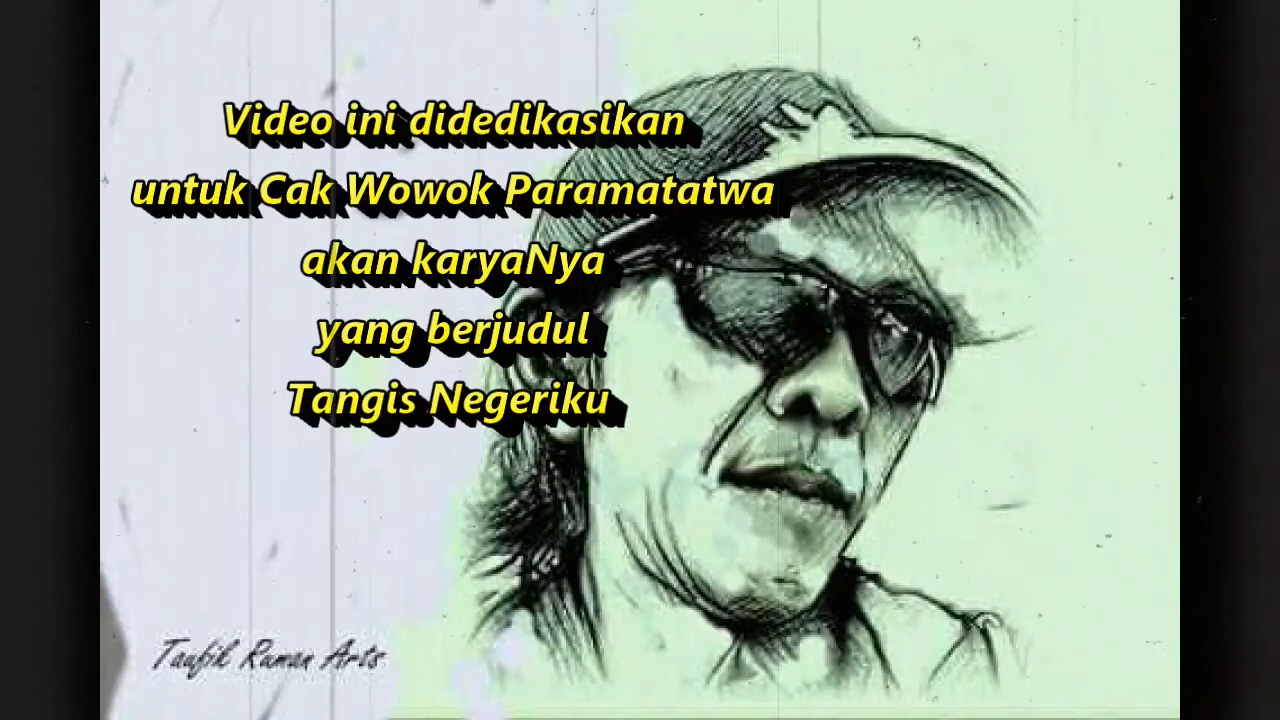 Video ini didedikasikan
untuk Cak Wowok Paramatatwa
akan karyaNya
yang berjudul
Tangis Negeriku
Taufik Ruman Arts